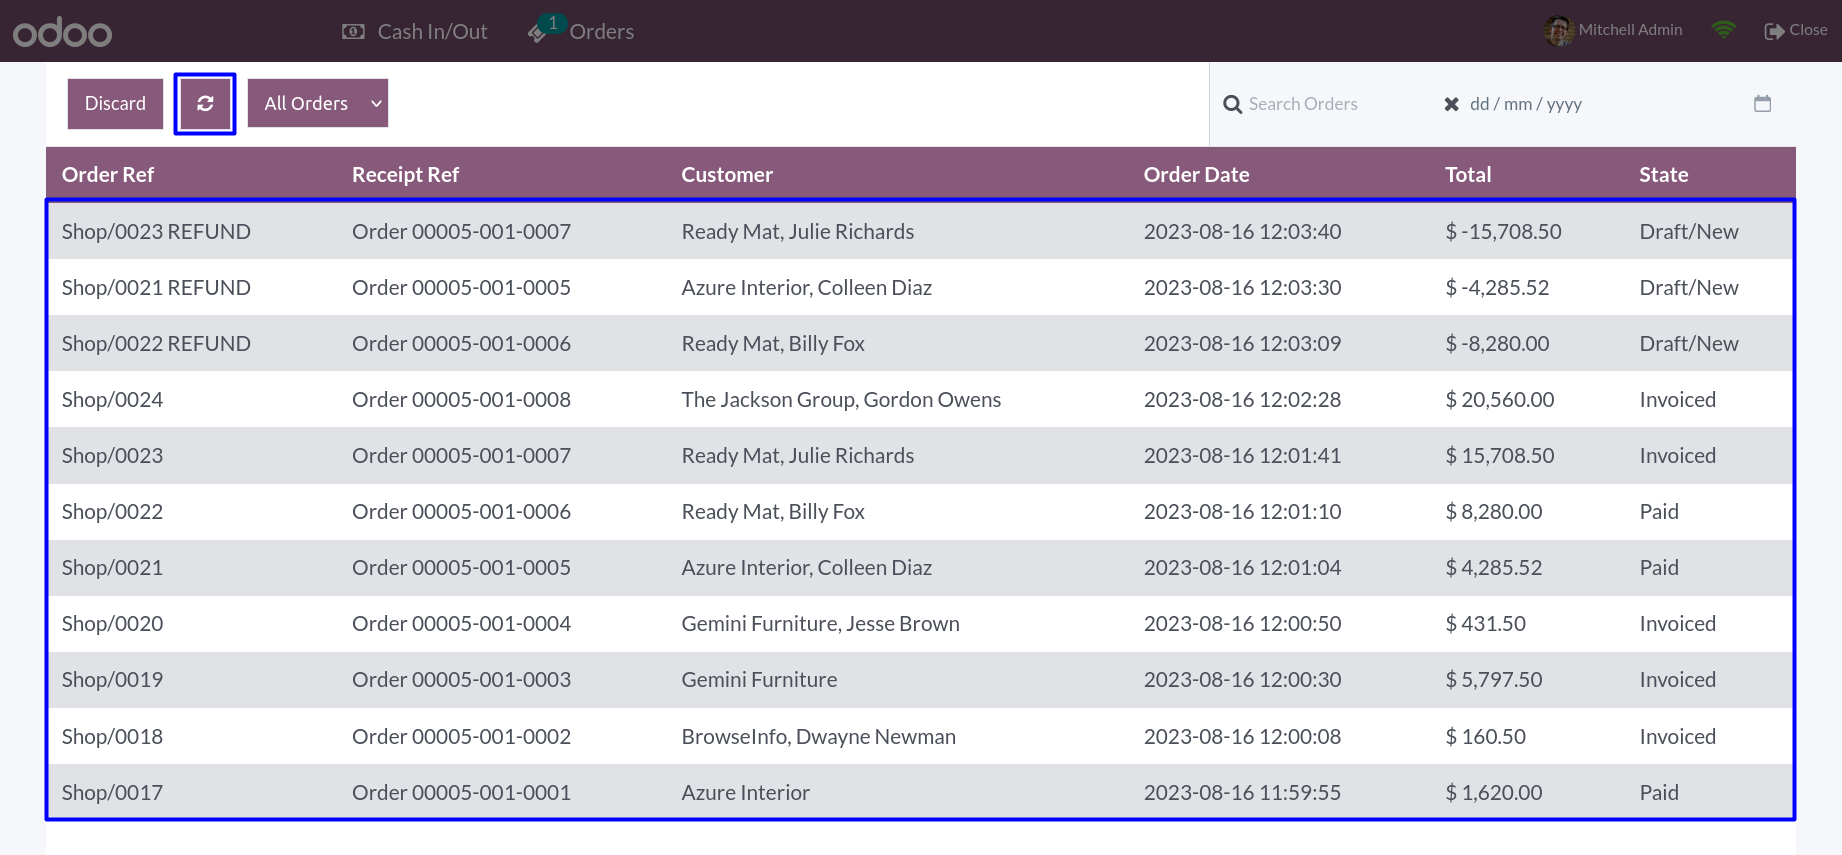 odoo Cash In/Out 1 Orders Mitchell Admin Close
Discard All Orders Search Orders dd / mm / yyyy
Order Ref Receipt Ref Customer Order Date Total State
Shop/0023 REFUND Order 00005-001-0007 Ready Mat, Julie Richards 2023-08-16 12:03:40 $ -15,708.50 Draft/New
Shop/0021 REFUND Order 00005-001-0005 Azure Interior, Colleen Diaz 2023-08-16 12:03:30 $ -4,285.52 Draft/New
Shop/0022 REFUND Order 00005-001-0006 Ready Mat, Billy Fox 2023-08-16 12:03:09 $ -8,280.00 Draft/New
Shop/0024 Order 00005-001-0008 The Jackson Group, Gordon Owens 2023-08-16 12:02:28 $ 20,560.00 Invoiced
Shop/0023 Order 00005-001-0007 Ready Mat, Julie Richards 2023-08-16 12:01:41 $ 15,708.50 Invoiced
Shop/0022 Order 00005-001-0006 Ready Mat, Billy Fox 2023-08-16 12:01:10 $ 8,280.00 Paid
Shop/0021 Order 00005-001-0005 Azure Interior, Colleen Diaz 2023-08-16 12:01:04 $ 4,285.52 Paid
Shop/0020 Order 00005-001-0004 Gemini Furniture, Jesse Brown 2023-08-16 12:00:50 $ 431.50 Invoiced
Shop/0019 Order 00005-001-0003 Gemini Furniture 2023-08-16 12:00:30 $ 5,797.50 Invoiced
Shop/0018 Order 00005-001-0002 BrowseInfo, Dwayne Newman 2023-08-16 12:00:08 $ 160.50 Invoiced
Shop/0017 Order 00005-001-0001 Azure Interior 2023-08-16 11:59:55 $ 1,620.00 Paid